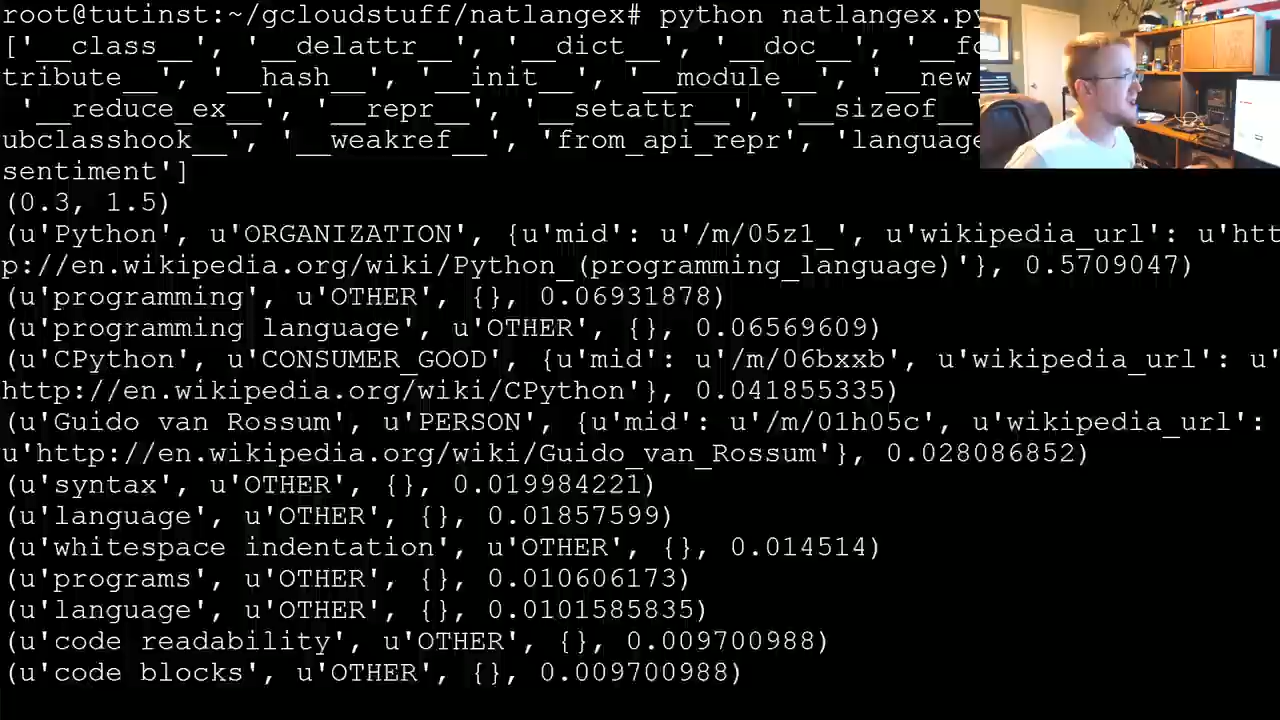 root@tutinst:~/gcloudstuff/natlangex# python natlangex.py
['__class__', '__delattr__', '__dict__', '__doc__', '__fo
tribute__', '__hash__', '__init__', '__module__', '__new_
'__reduce_ex__', '__repr__', '__setattr__', '__sizeof__
ubclasshook__', '__weakref__', 'from_api_repr', 'language
sentiment']
(0.3, 1.5)
(u'Python', u'ORGANIZATION', {u'mid': u'/m/05z1_', u'wikipedia_url': u'htt
p://en.wikipedia.org/wiki/Python_(programming_language)'}, 0.5709047)
(u'programming', u'OTHER', {}, 0.06931878)
(u'programming language', u'OTHER', {}, 0.06569609)
(u'CPython', u'CONSUMER_GOOD', {u'mid': u'/m/06bxxb', u'wikipedia_url': u'
http://en.wikipedia.org/wiki/CPython'}, 0.041855335)
(u'Guido van Rossum', u'PERSON', {u'mid': u'/m/01h05c', u'wikipedia_url':
u'http://en.wikipedia.org/wiki/Guido_van_Rossum'}, 0.028086852)
(u'syntax', u'OTHER', {}, 0.019984221)
(u'language', u'OTHER', {}, 0.01857599)
(u'whitespace indentation', u'OTHER', {}, 0.014514)
(u'programs', u'OTHER', {}, 0.010606173)
(u'language', u'OTHER', {}, 0.0101585835)
(u'code readability', u'OTHER', {}, 0.009700988)
(u'code blocks', u'OTHER', {}, 0.009700988)